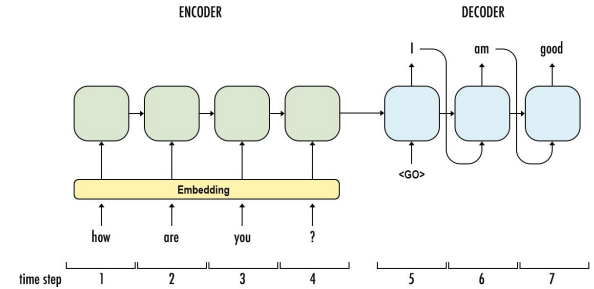 ENCODER DECODER
I am good
<GO>
Embedding
how are you ?
time step 1 2 3 4 5 6 7